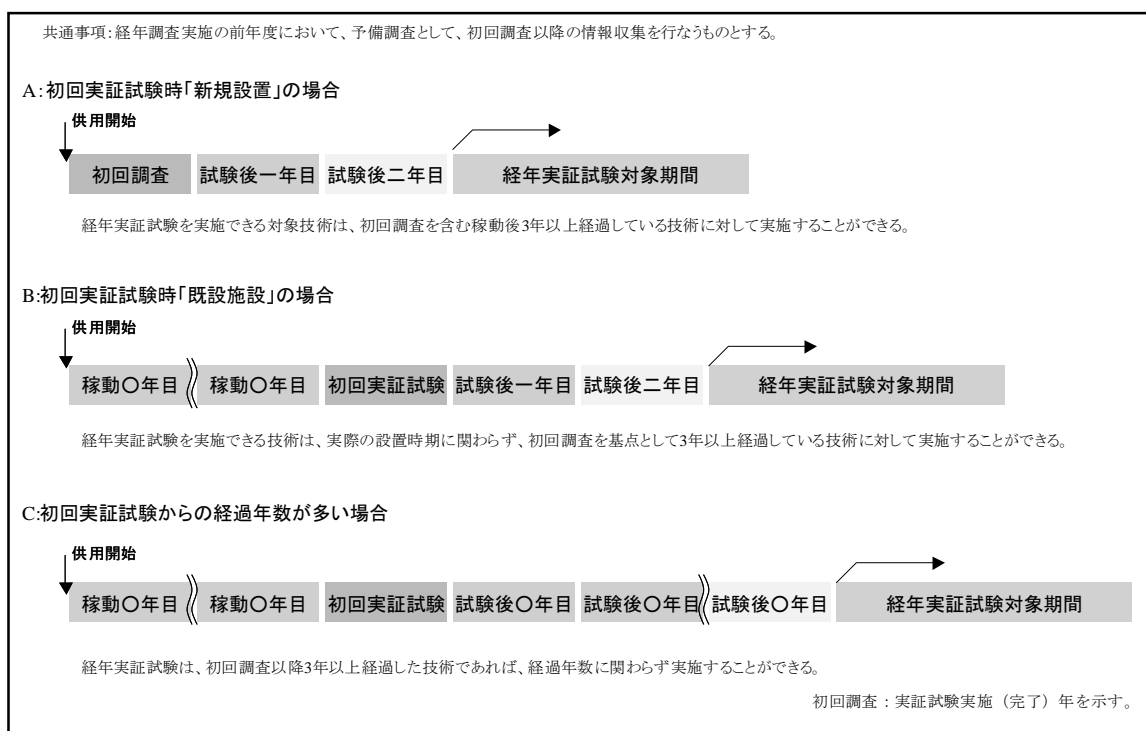 共通事項：経年調査実施の前年度において、予備調査として、初回調査以降の情報収集を行なうものとする。
A：初回実証試験時「新規設置」の場合
供用開始
初回調査 試験後一年目 試験後二年目 経年実証試験対象期間
経年実証試験を実施できる対象技術は、初回調査を含む稼動後3年以上経過している技術に対して実施することができる。
B:初回実証試験時「既設施設」の場合
供用開始
稼動〇年目 稼動〇年目 初回実証試験 試験後一年目 試験後二年目 経年実証試験対象期間
経年実証試験を実施できる技術は、実際の設置時期に関わらず、初回調査を基点として3年以上経過している技術に対して実施することができる。
C:初回実証試験からの経過年数が多い場合
供用開始
稼動〇年目 稼動〇年目 初回実証試験 試験後〇年目 試験後〇年目 試験後〇年目 経年実証試験対象期間
経年実証試験は、初回調査以降3年以上経過した技術であれば、経過年数に関わらず実施することができる。
初回調査：実証試験実施（完了）年を示す。